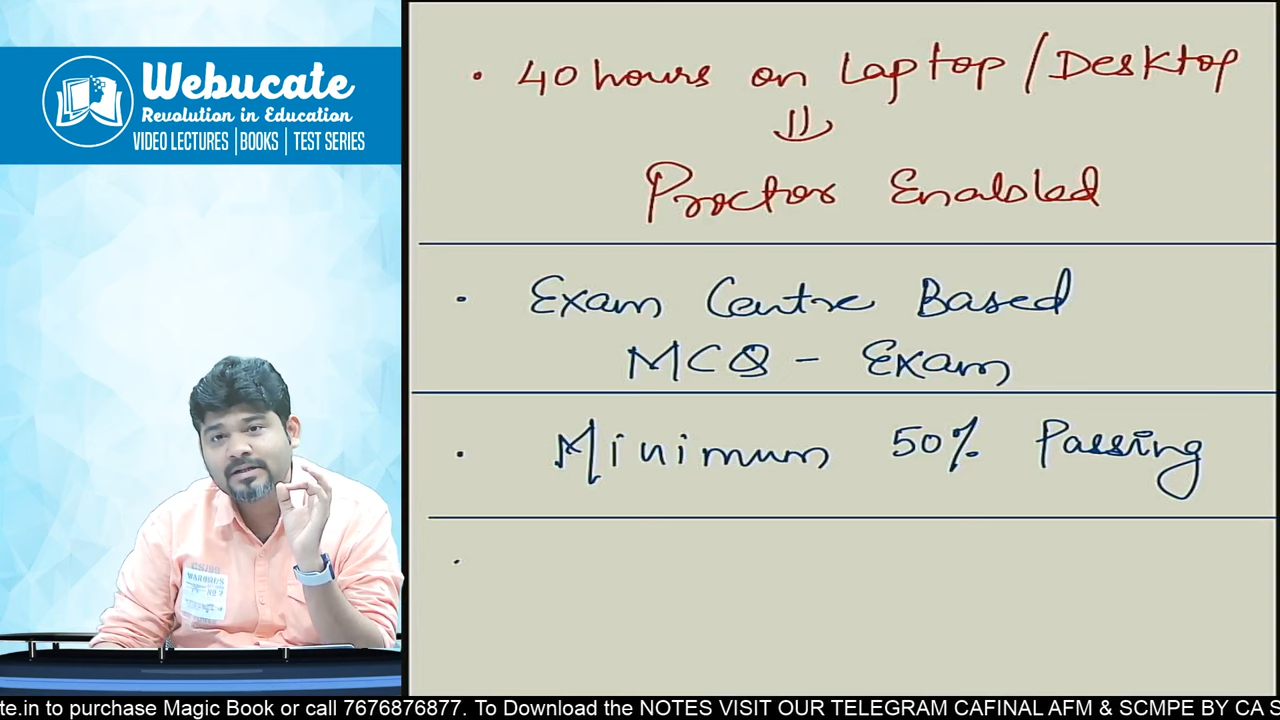 Webucate
Revolution in Education
VIDEO LECTURES | BOOKS | TEST SERIES
• 40 hours on Laptop / Desktop
⇓
Proctor Enabled
• Exam Centre Based
MCQ - Exam
• Minimum 50% Passing
•
te.in to purchase Magic Book or call 7676876877. To Download the NOTES VISIT OUR TELEGRAM CAFINAL AFM & SCMPE BY CA S